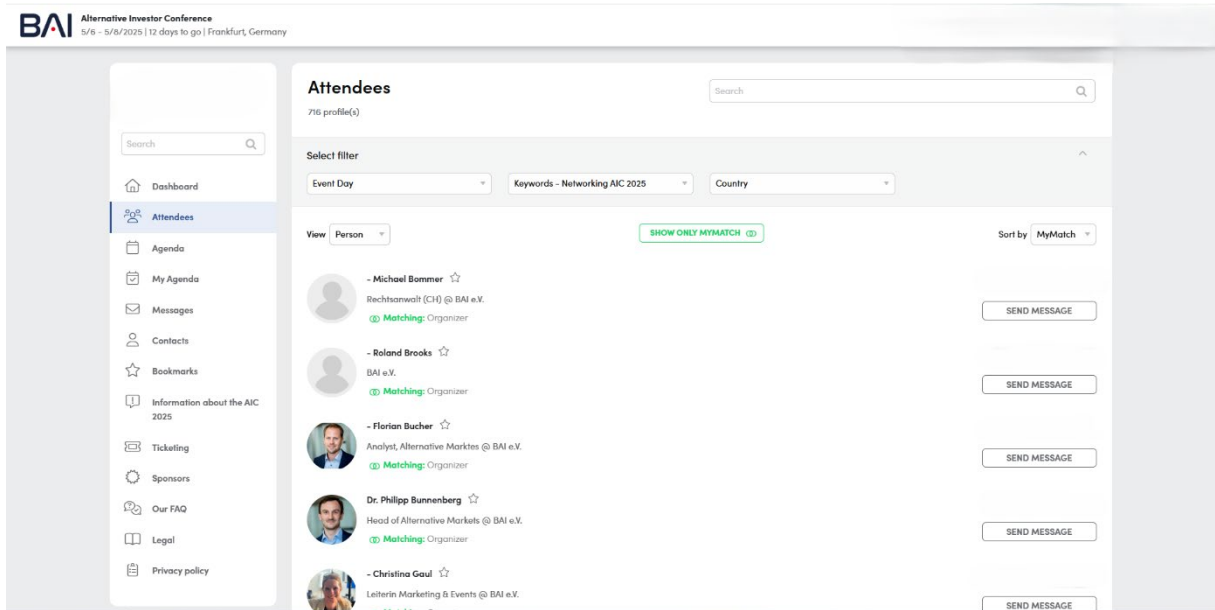 BAI
Alternative Investor Conference
5/6 - 5/8/2025 | 12 days to go | Frankfurt, Germany
Search
Dashboard
Attendees
Agenda
My Agenda
Messages
Contacts
Bookmarks
Information about the AIC
2025
Ticketing
Sponsors
Our FAQ
Legal
Privacy policy
Attendees
716 profile(s)
Search
Select filter
Event Day
Keywords - Networking AIC 2025
Country
View Person
SHOW ONLY MYMATCH
Sort by MyMatch
- Michael Bommer
Rechtsanwalt (CH) @ BAI e.V.
Matching: Organizer
SEND MESSAGE
- Roland Brooks
BAI e.V.
Matching: Organizer
SEND MESSAGE
- Florian Bucher
Analyst, Alternative Marktes @ BAI e.V.
Matching: Organizer
SEND MESSAGE
Dr. Philipp Bunnenberg
Head of Alternative Markets @ BAI e.V.
Matching: Organizer
SEND MESSAGE
- Christina Gaul
Leiterin Marketing & Events @ BAI e.V.
SEND MESSAGE